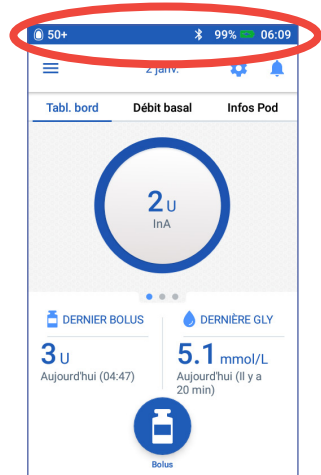 50+ 99% 06:09
2 janv.
Tabl. bord Débit basal Infos Pod
2 U
InA
DERNIER BOLUS DERNIÈRE GLY
3 U 5.1 mmol/L
Aujourd'hui (04:47) Aujourd'hui (Il y a
20 min)
Bolus